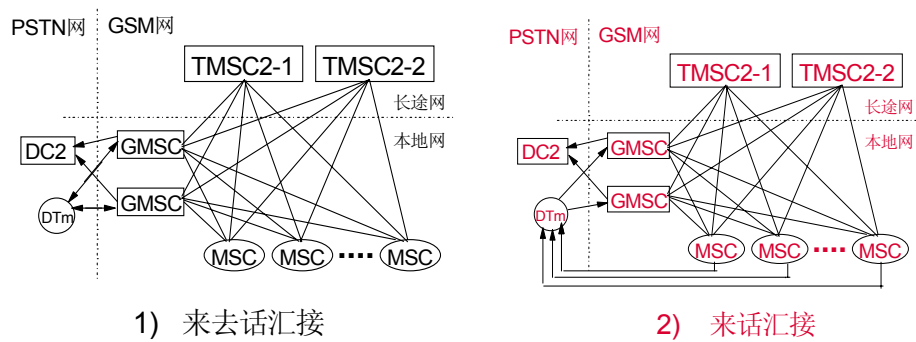 PSTN网 GSM网
TMSC2-1 TMSC2-2
长途网
本地网
DC2 GMSC
GMSC
DTm
MSC MSC ···· MSC
1) 来去话汇接
PSTN网 GSM网
TMSC2-1 TMSC2-2
长途网
本地网
DC2 GMSC
GMSC
DTm
MSC MSC ···· MSC
2) 来话汇接